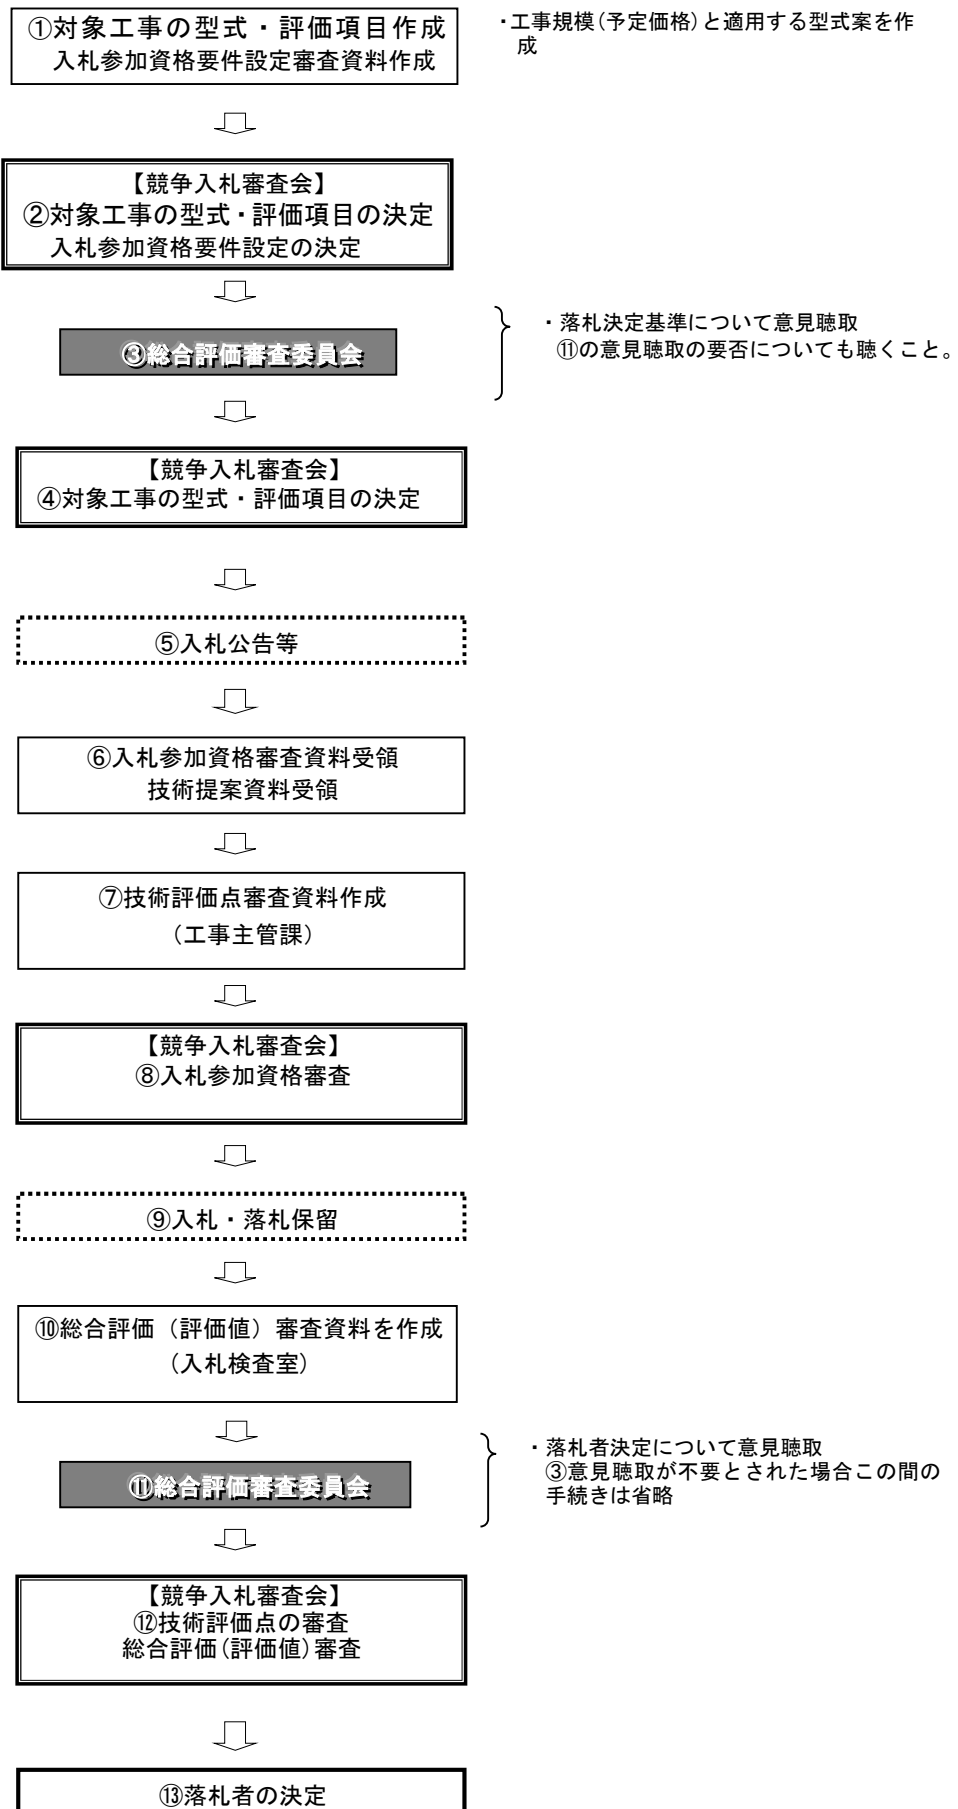 ①対象工事の型式・評価項目作成
入札参加資格要件設定審査資料作成
・工事規模(予定価格)と適用する型式案を作
成
【競争入札審査会】
②対象工事の型式・評価項目の決定
入札参加資格要件設定の決定
③総合評価審査委員会
・落札決定基準について意見聴取
⑪の意見聴取の要否についても聴くこと。
【競争入札審査会】
④対象工事の型式・評価項目の決定
⑤入札公告等
⑥入札参加資格審査資料受領
技術提案資料受領
⑦技術評価点審査資料作成
(工事主管課)
【競争入札審査会】
⑧入札参加資格審査
⑨入札・落札保留
⑩総合評価（評価値）審査資料を作成
(入札検査室)
⑪総合評価審査委員会
・落札者決定について意見聴取
③意見聴取が不要とされた場合この間の
手続きは省略
【競争入札審査会】
⑫技術評価点の審査
総合評価(評価値)審査
⑬落札者の決定